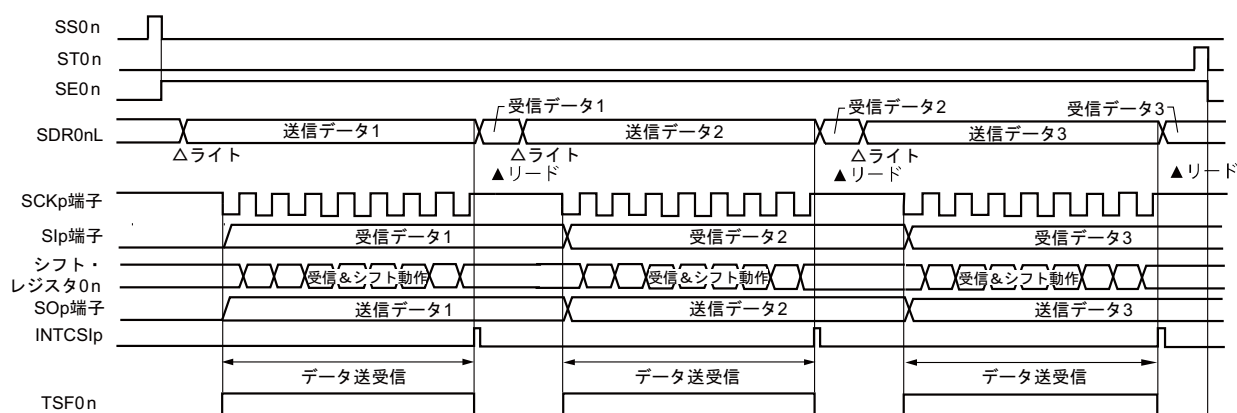 SS0n
ST0n
SE0n
受信データ1 受信データ2 受信データ3
SDR0nL 送信データ1 送信データ2 送信データ3
△ライト △ライト △ライト
▲リード ▲リード ▲リード
SCKp端子
SIp端子 受信データ1 受信データ2 受信データ3
シフト・
レジスタ0n 受信&シフト動作 受信&シフト動作 受信&シフト動作
SOp端子 送信データ1 送信データ2 送信データ3
INTCSIp
データ送受信 データ送受信 データ送受信
TSF0n